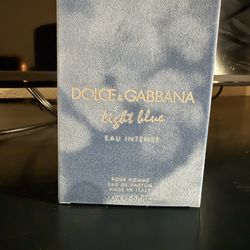 DOLCE & GABBANA
light blue
EAU INTENSE
POUR HOMME
EAU DE PARFUM
MADE IN ITALY